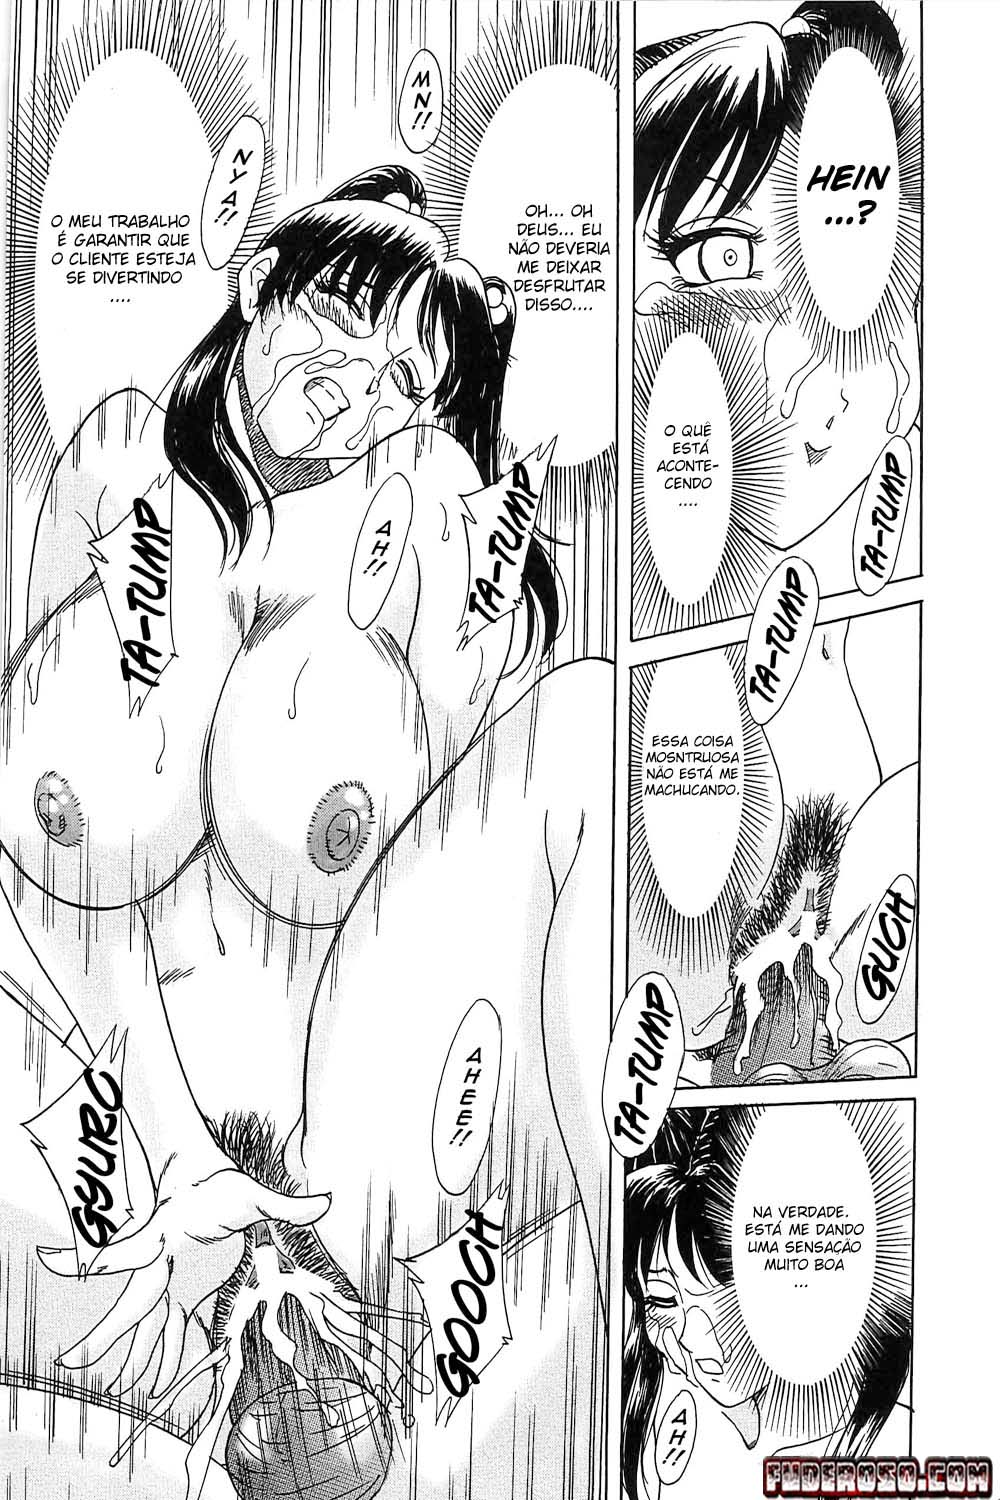 HEIN
...?
O QUÊ
ESTÁ
ACONTE-
CENDO
....
TA-TUMP
TA-TUMP
ESSA COISA
MOSNTRUOSA
NÃO ESTÁ ME
MACHUCANDO.
GUCH
TA-TUMP
NA VERDADE.
ESTÁ ME DANDO
UMA SENSAÇÃO
MUITO BOA
...
AH!!
MN!!
OH... OH
DEUS... EU
NÃO DEVERIA
ME DEIXAR
DESFRUTAR
DISSO....
NYA!!
O MEU TRABALHO
É GARANTIR QUE
O CLIENTE ESTEJA
SE DIVERTINDO
....
TA-TUMP
AH!!
TA-TUMP
AHEE!!
GYURC
GOOCH
FUDEROSO.COM